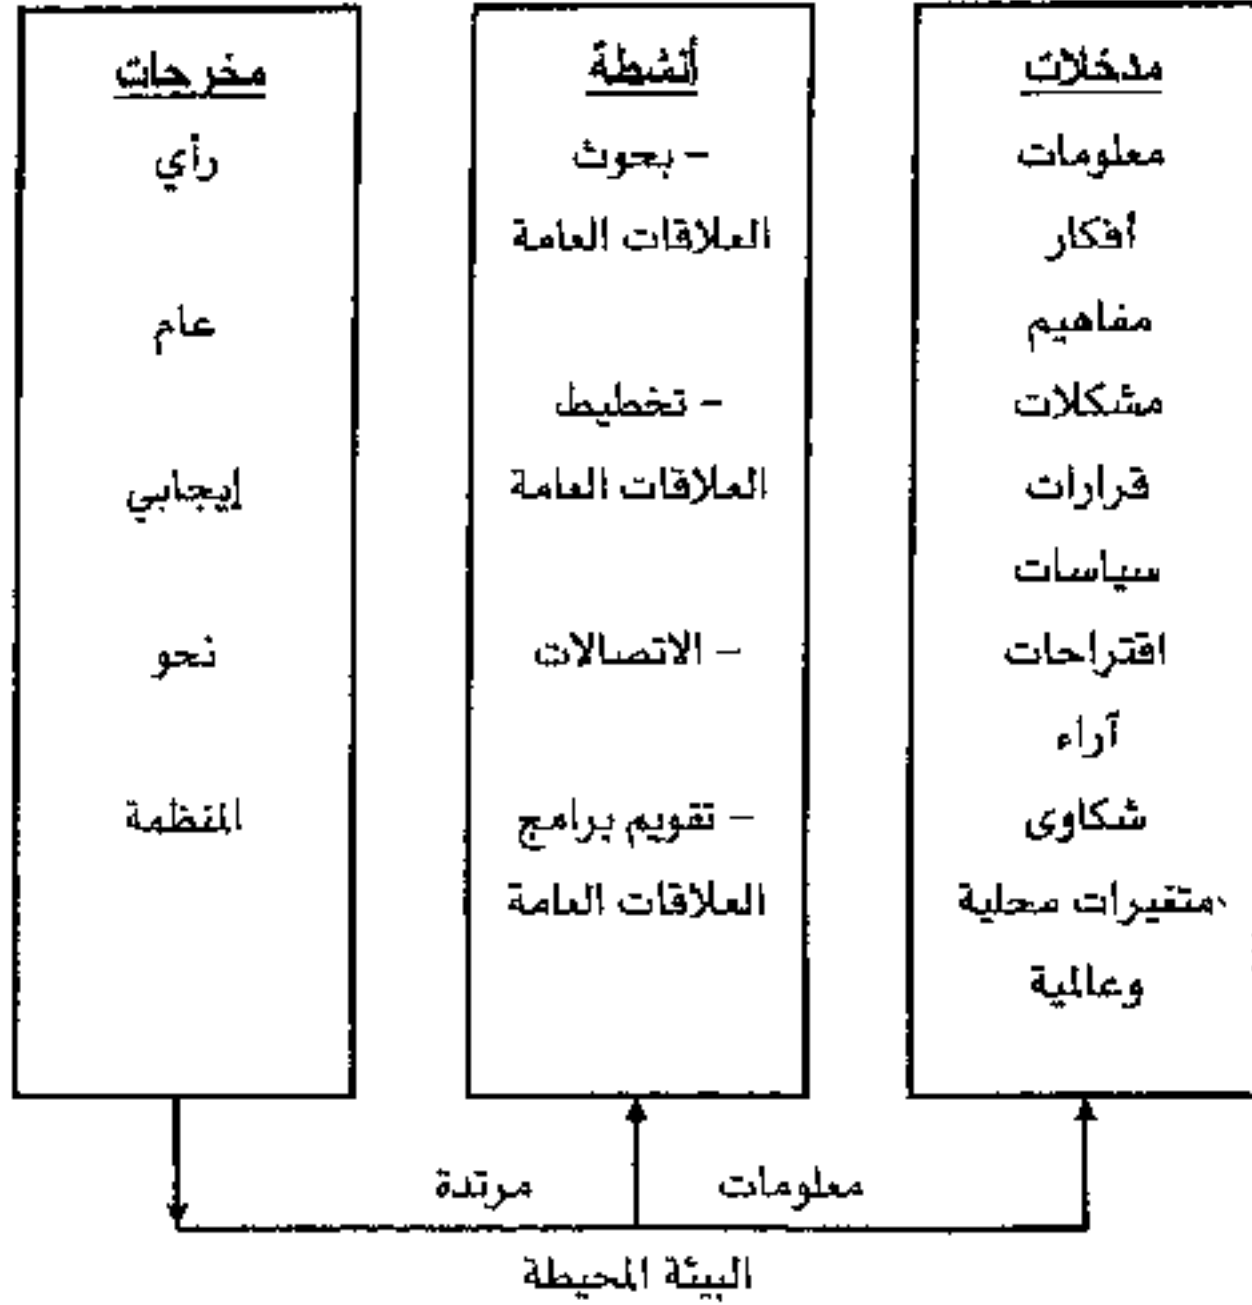 مدخلات
معلومات
أفكار
مفاهيم
مشكلات
قرارات
سياسات
اقتراحات
آراء
شكاوى
متغيرات محلية
وعالمية
أنشطة
- بحوث
العلاقات العامة
- تخطيط
العلاقات العامة
- الاتصالات
- تقويم برامج
العلاقات العامة
مخرجات
رأي
عام
إيجابي
نحو
المنظمة
معلومات مرتدة
البيئة المحيطة